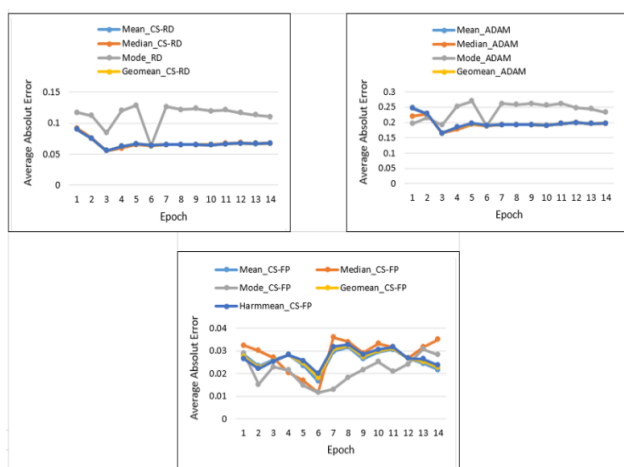 Mean_CS-RD
Median_CS-RD
Mode_RD
Geomean_CS-RD
Average Absolut Error
0.15
0.1
0.05
0
1 2 3 4 5 6 7 8 9 10 11 12 13 14
Epoch
Mean_ADAM
Median_ADAM
Mode_ADAM
Geomean_ADAM
Average Absolut Error
0.3
0.25
0.2
0.15
0.1
0.05
0
1 2 3 4 5 6 7 8 9 10 11 12 13 14
Epoch
Mean_CS-FP Median_CS-FP
Mode_CS-FP Geomean_CS-FP
Harmmean_CS-FP
Average Absolut Error
0.04
0.03
0.02
0.01
0
1 2 3 4 5 6 7 8 9 10 11 12 13 14
Epoch